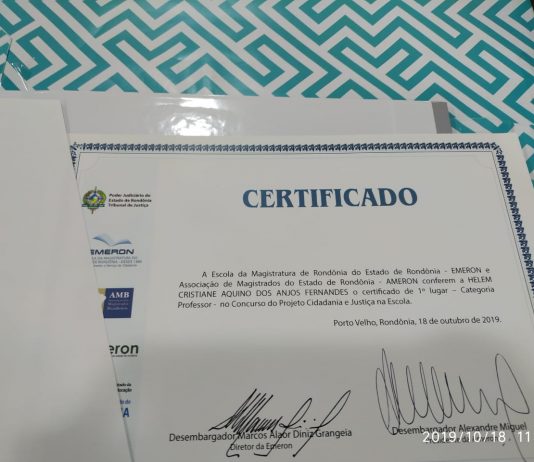 Poder Judiciário do
Estado de Rondônia
Tribunal de Justiça
CERTIFICADO
EMERON
AMB
A Escola da Magistratura de Rondônia do Estado de Rondônia - EMERON e
Associação de Magistrados do Estado de Rondônia - AMERON conferem a HELEM
CRISTIANE AQUINO DOS ANJOS FERNANDES o certificado de 1º lugar – Categoria
Professor - no Concurso do Projeto Cidadania e Justiça na Escola.
Porto Velho, Rondônia, 18 de outubro de 2019.
eron
Desembargador Marcos Alaor Diniz Grangeia
Diretor da Emeron
Desembargador Alexandre Miguel
2019/10/18 11